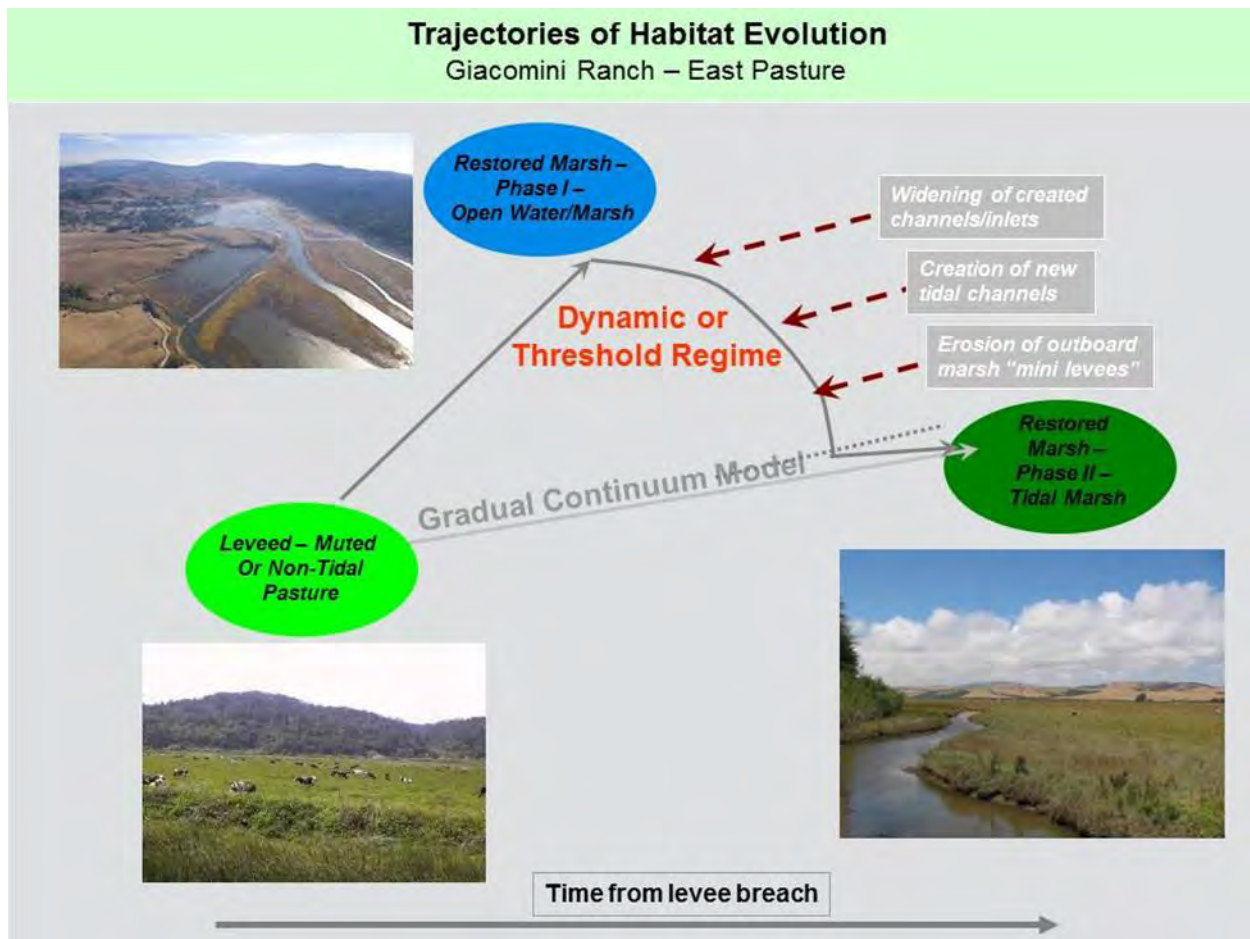 Trajectories of Habitat Evolution
Giacomini Ranch – East Pasture
Restored Marsh –
Phase I –
Open Water/Marsh
Widening of created
channels/inlets
Creation of new
tidal channels
Dynamic or
Threshold Regime
Erosion of outboard
marsh "mini levees"
Restored
Marsh –
Phase II –
Tidal Marsh
Gradual Continuum Model
Leveed – Muted
Or Non-Tidal
Pasture
Time from levee breach